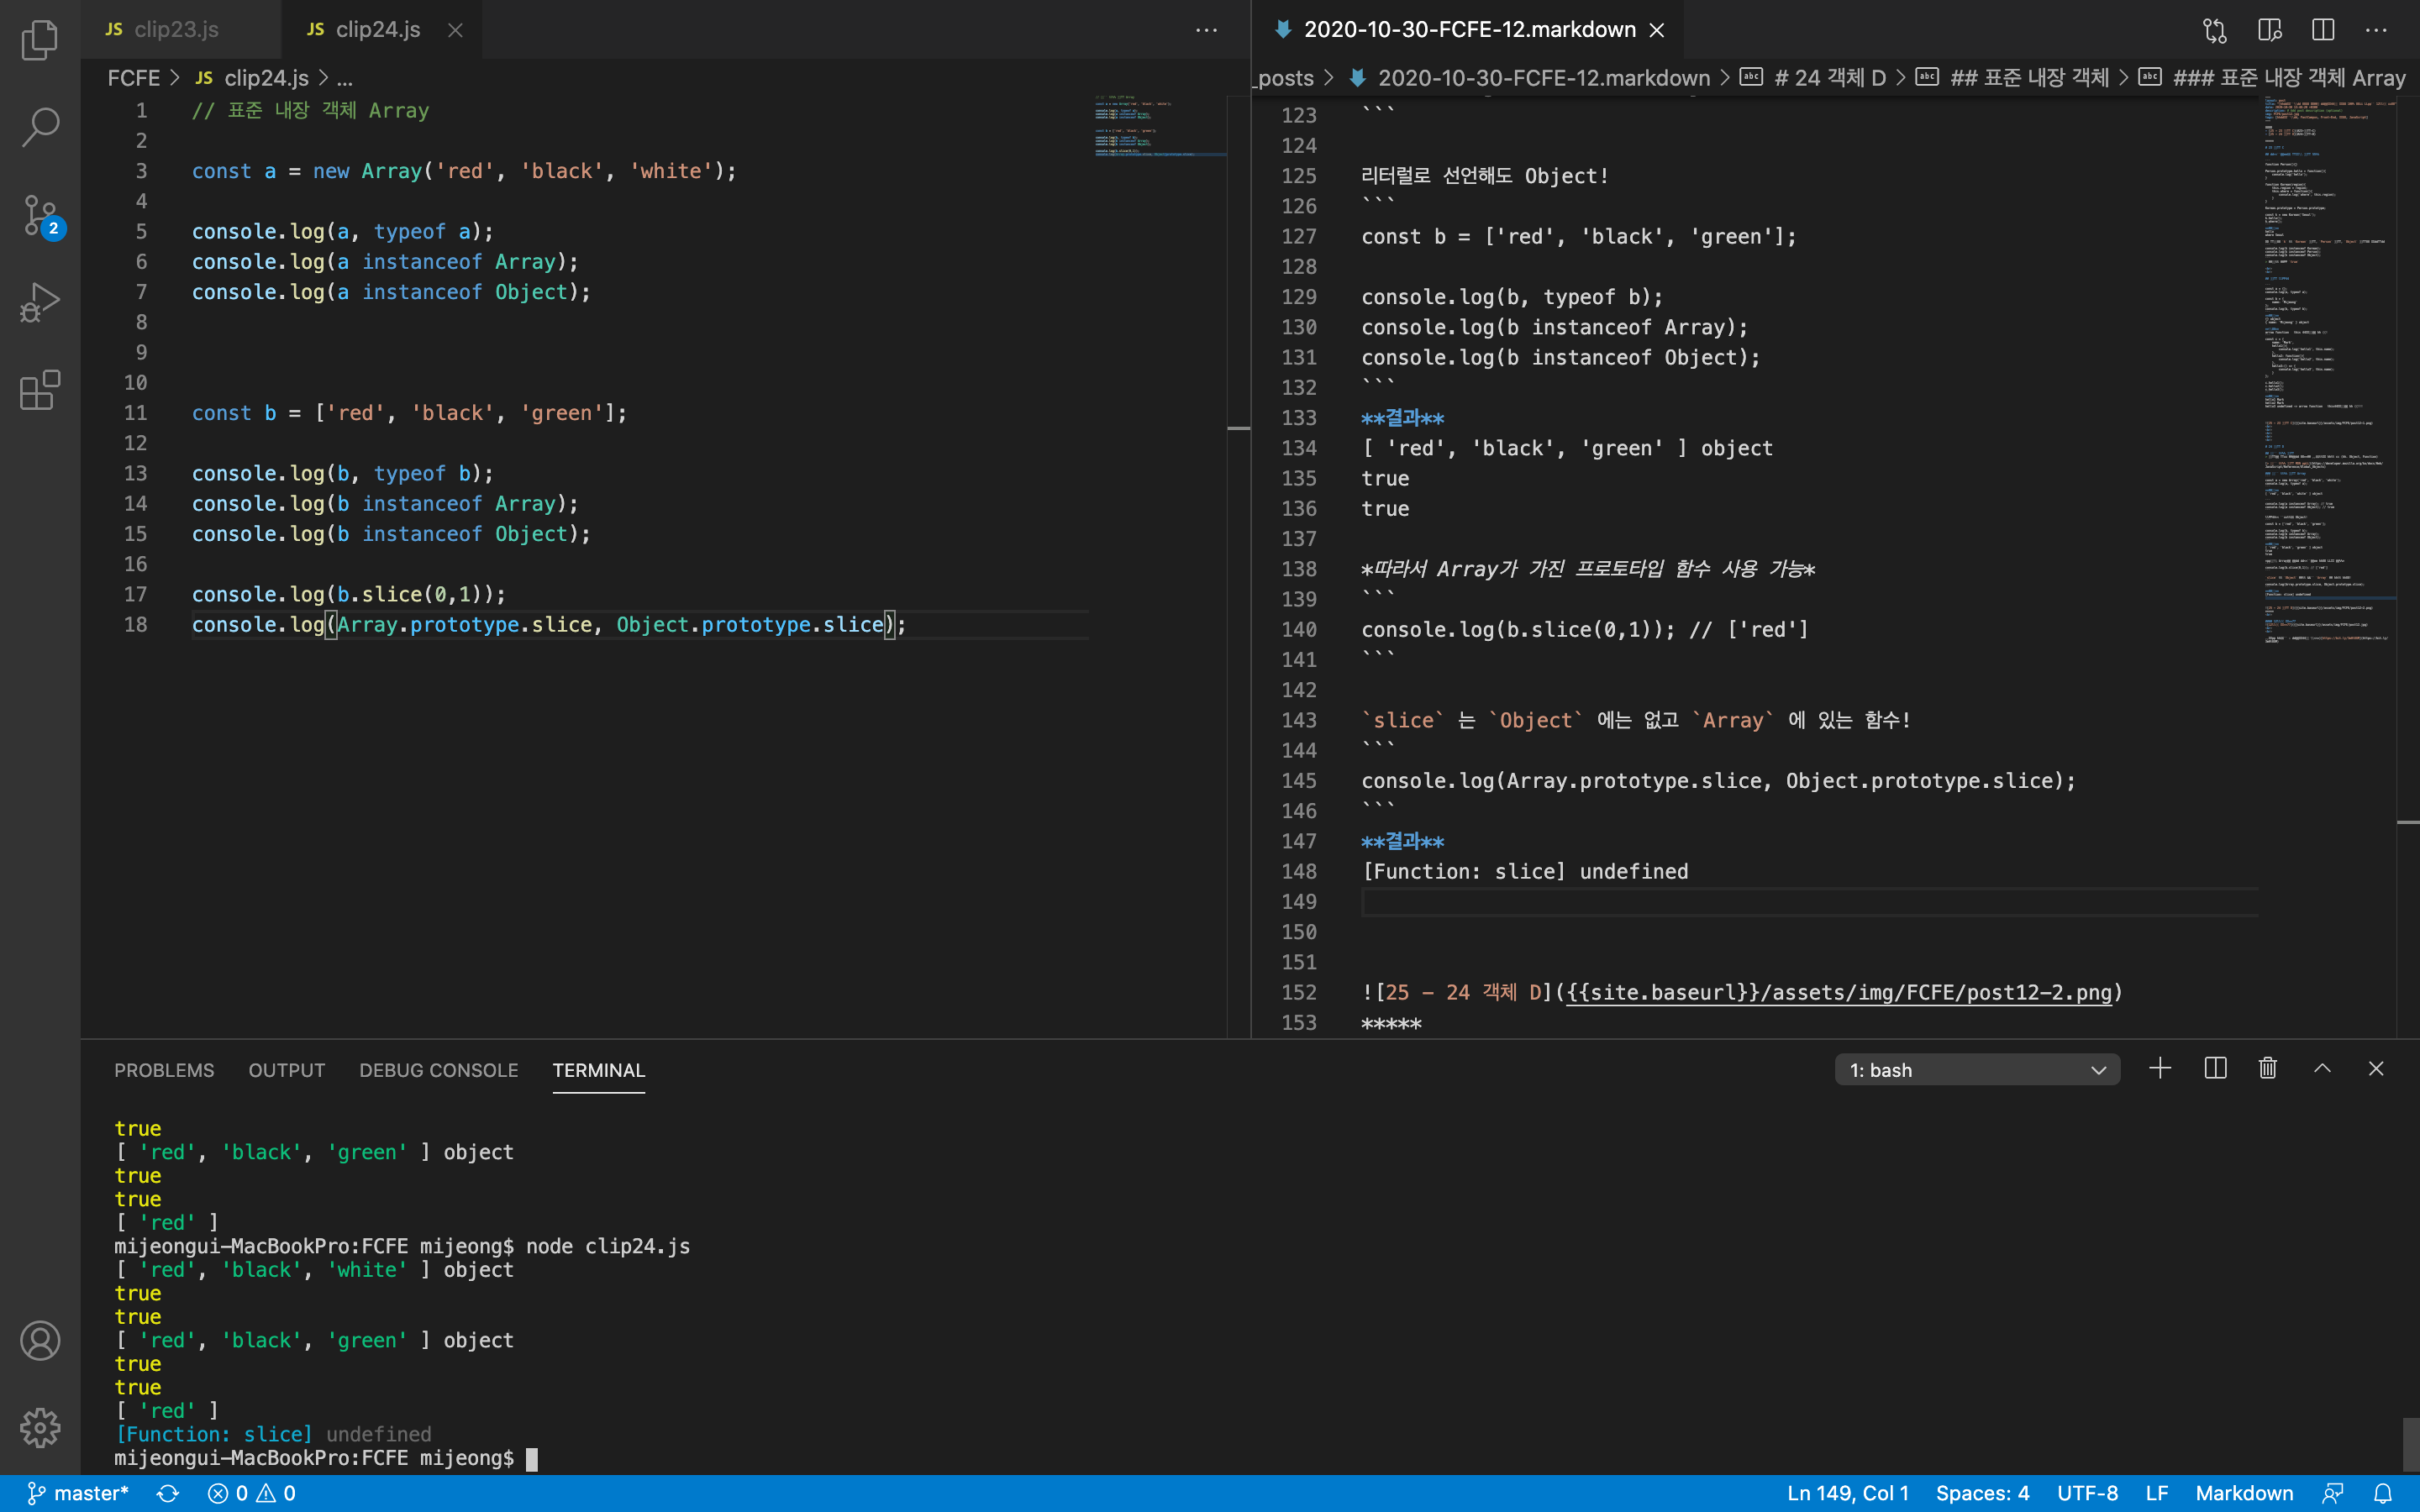 JS clip23.js
JS clip24.js
FCFE > JS clip24.js > ...
1 // 표준 내장 객체 Array
2
3 const a = new Array('red', 'black', 'white');
4
5 console.log(a, typeof a);
6 console.log(a instanceof Array);
7 console.log(a instanceof Object);
8
9
10
11 const b = ['red', 'black', 'green'];
12
13 console.log(b, typeof b);
14 console.log(b instanceof Array);
15 console.log(b instanceof Object);
16
17 console.log(b.slice(0,1));
18 console.log(Array.prototype.slice, Object.prototype.slice);
2020-10-30-FCFE-12.markdown
_posts > 2020-10-30-FCFE-12.markdown > # 24 객체 D > ## 표준 내장 객체 > ### 표준 내장 객체 Array
123 ```
124
125 리터럴로 선언해도 Object!
126 ```
127 const b = ['red', 'black', 'green'];
128
129 console.log(b, typeof b);
130 console.log(b instanceof Array);
131 console.log(b instanceof Object);
132 ```
133 **결과**
134 [ 'red', 'black', 'green' ] object
135 true
136 true
137
138 *따라서 Array가 가진 프로토타입 함수 사용 가능*
139 ```
140 console.log(b.slice(0,1)); // ['red']
141 ```
142
143 `slice` 는 `Object` 에는 없고 `Array` 에 있는 함수!
144 ```
145 console.log(Array.prototype.slice, Object.prototype.slice);
146 ```
147 **결과**
148 [Function: slice] undefined
149
150
151
152 ![25 - 24 객체 D]({{site.baseurl}}/assets/img/FCFE/post12-2.png)
153 *****
2
PROBLEMS OUTPUT DEBUG CONSOLE TERMINAL
1: bash
true
[ 'red', 'black', 'green' ] object
true
true
[ 'red' ]
mijeongui-MacBookPro:FCFE mijeong$ node clip24.js
[ 'red', 'black', 'white' ] object
true
true
[ 'red', 'black', 'green' ] object
true
true
[ 'red' ]
[Function: slice] undefined
mijeongui-MacBookPro:FCFE mijeong$
master* 0 0
Ln 149, Col 1 Spaces: 4 UTF-8 LF Markdown